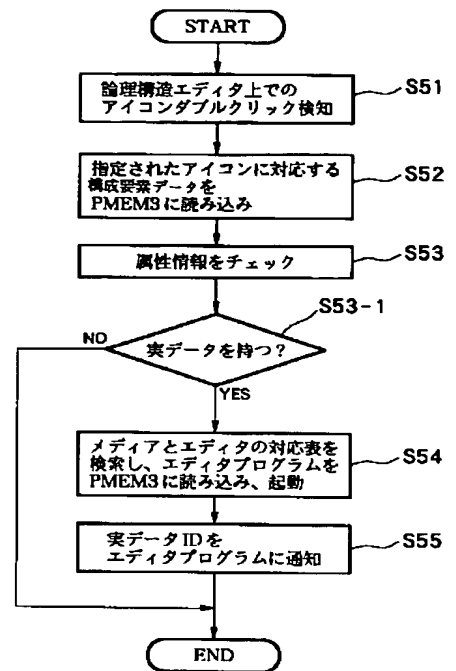 START
論理構造エディタ上での
アイコンダブルクリック検知
S51
指定されたアイコンに対応する
構成要素データを
PMEM3に読み込み
S52
属性情報をチェック
S53
S53-1
NO
実データを持つ？
YES
メディアとエディタの対応表を
検索し、エディタプログラムを
PMEM3に読み込み、起動
S54
実データIDを
エディタプログラムに通知
S55
END